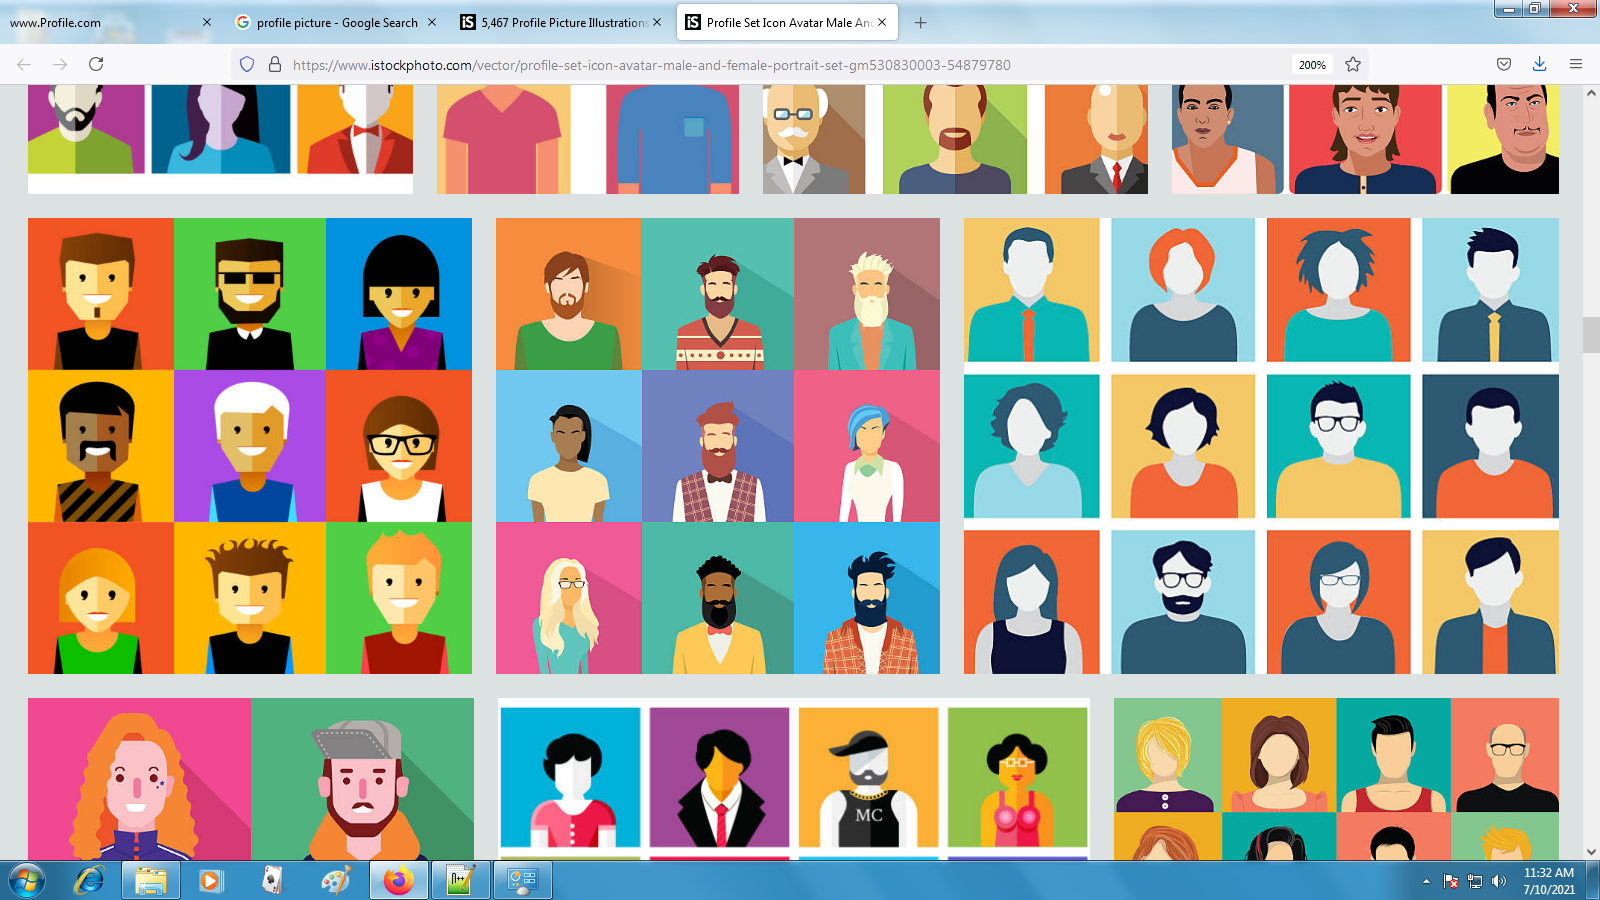 www.Profile.com
profile picture - Google Search
5,467 Profile Picture Illustrations
Profile Set Icon Avatar Male An
https://www.istockphoto.com/vector/profile-set-icon-avatar-male-and-female-portrait-set-gm530830003-54879780
200%
MC
11:32 AM
7/10/2021